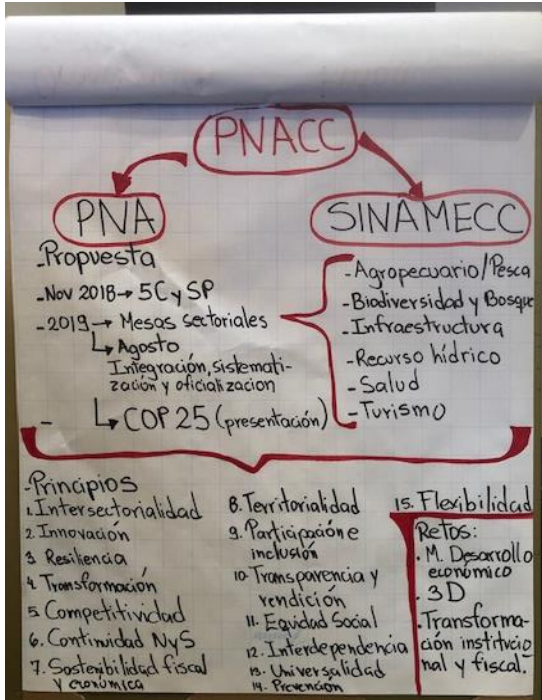 PNACC
PNA
-Propuesta
-Nov 2018→ 5C y SP
-2019→ Mesas sectoriales
↳ Agosto
Integración, sistemati-
zación y oficializacion
- ↳ COP 25 (presentación)
SINAMECC
-Agropecuario/Pesca
-Biodiversidad y Bosque
-Infraestructura
-Recurso hídrico
-Salud
-Turismo
-Principios
1. Intersectorialidad
2. Innovación
3. Resiliencia
4. Transformación
5. Competitividad
6. Continuidad NyS
7. Sostenibilidad fiscal
y económica
8. Territorialidad
9. Participación e
inclusión
10. Transparencia y
rendición
11. Equidad Social
12. Interdependencia
13. Universalidad
14. Prevención
15. Flexibilidad
Retos:
. M. Desarrollo
económico
. 3D
. Transforma-
ción institucio
nal y fiscal.